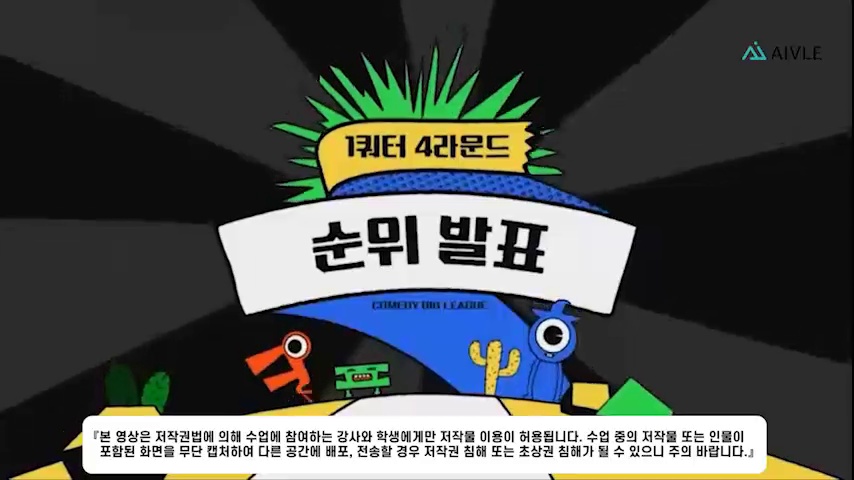 AIVLE
1쿼터 4라운드
순위 발표
COMEDY BIG LEAGUE
『본 영상은 저작권법에 의해 수업에 참여하는 강사와 학생에게만 저작물 이용이 허용됩니다. 수업 중의 저작물 또는 인물이
포함된 화면을 무단 캡처하여 다른 공간에 배포, 전송할 경우 저작권 침해 또는 초상권 침해가 될 수 있으니 주의 바랍니다.』